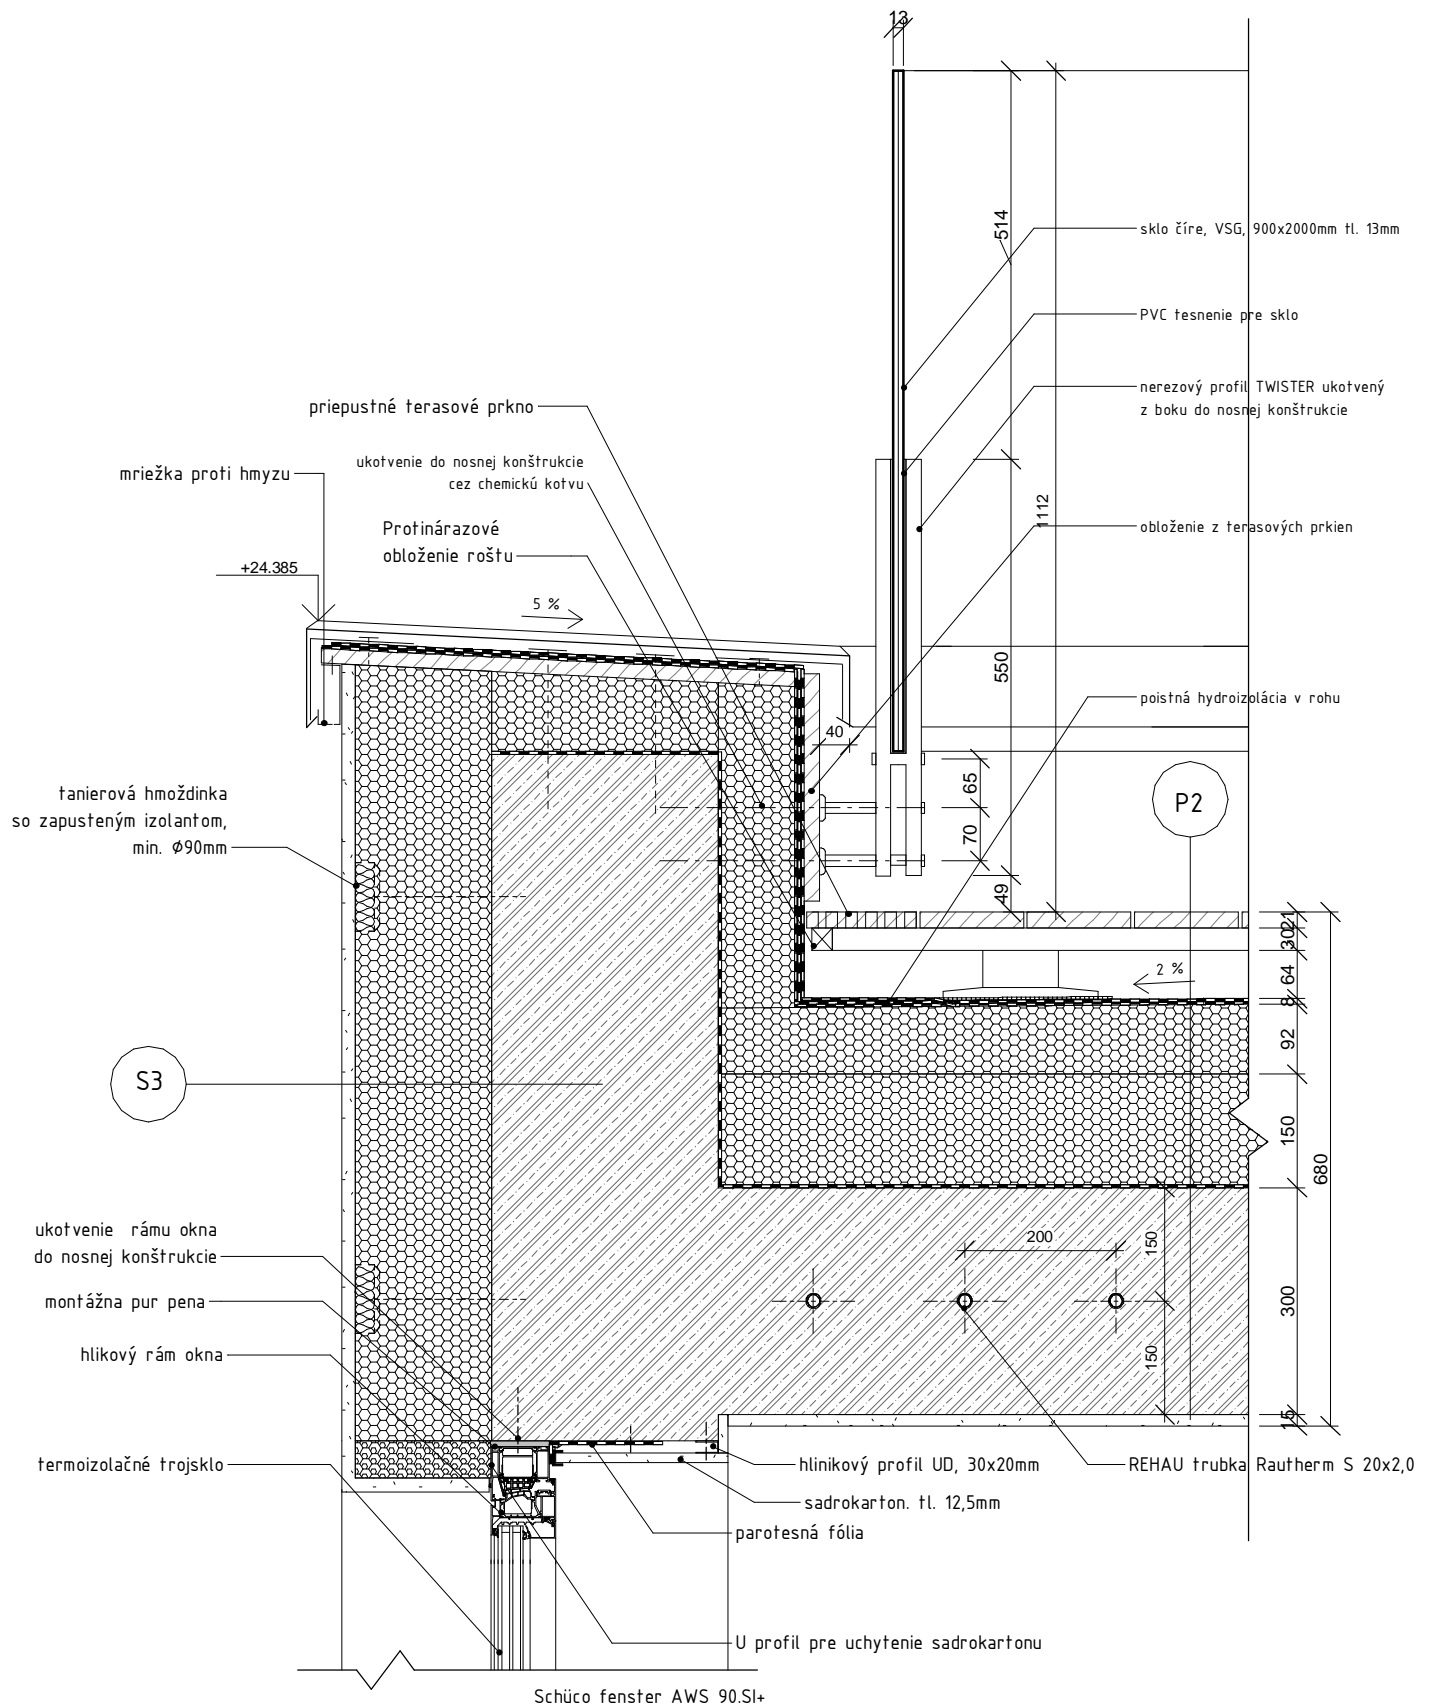 13
514
sklo číre, VSG, 900x2000mm tl. 13mm
PVC tesnenie pre sklo
nerezový profil TWISTER ukotvený
z boku do nosnej konštrukcie
priepustné terasové prkno
ukotvenie do nosnej konštrukcie
cez chemickú kotvu
mriežka proti hmyzu
1112
obloženie z terasových prkien
Protinárazové
obloženie roštu
+24.385
5 %
550
poistná hydroizolácia v rohu
40
65
P2
tanierová hmoždinka
so zapusteným izolantom,
min. Ø90mm
70
49
21
30
2 %
64
8
92
S3
150
680
ukotvenie rámu okna
do nosnej konštrukcie
200
150
montážna pur pena
300
hlikový rám okna
150
15
termoizolačné trojsklo
hlinikový profil UD, 30x20mm
REHAU trubka Rautherm S 20x2,0
sadrokarton. tl. 12,5mm
parotesná fólia
U profil pre uchytenie sadrokartonu
Schüco fenster AWS 90.SI+